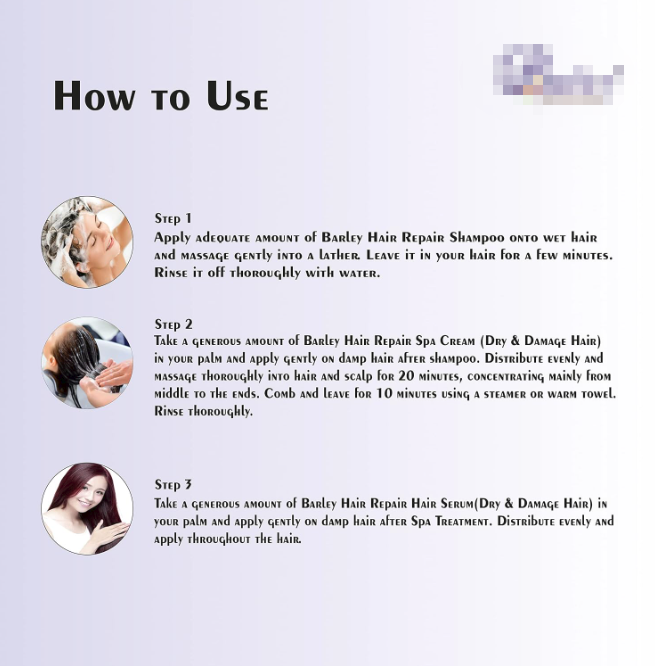 How to Use
Step 1
Apply adequate amount of Barley Hair Repair Shampoo onto wet hair
and massage gently into a lather. Leave it in your hair for a few minutes.
Rinse it off thoroughly with water.
Step 2
Take a generous amount of Barley Hair Repair Spa Cream (Dry & Damage Hair)
in your palm and apply gently on damp hair after shampoo. Distribute evenly and
massage thoroughly into hair and scalp for 20 minutes, concentrating mainly from
middle to the ends. Comb and leave for 10 minutes using a steamer or warm towel.
Rinse thoroughly.
Step 3
Take a generous amount of Barley Hair Repair Hair Serum(Dry & Damage Hair) in
your palm and apply gently on damp hair after Spa Treatment. Distribute evenly and
apply throughout the hair.